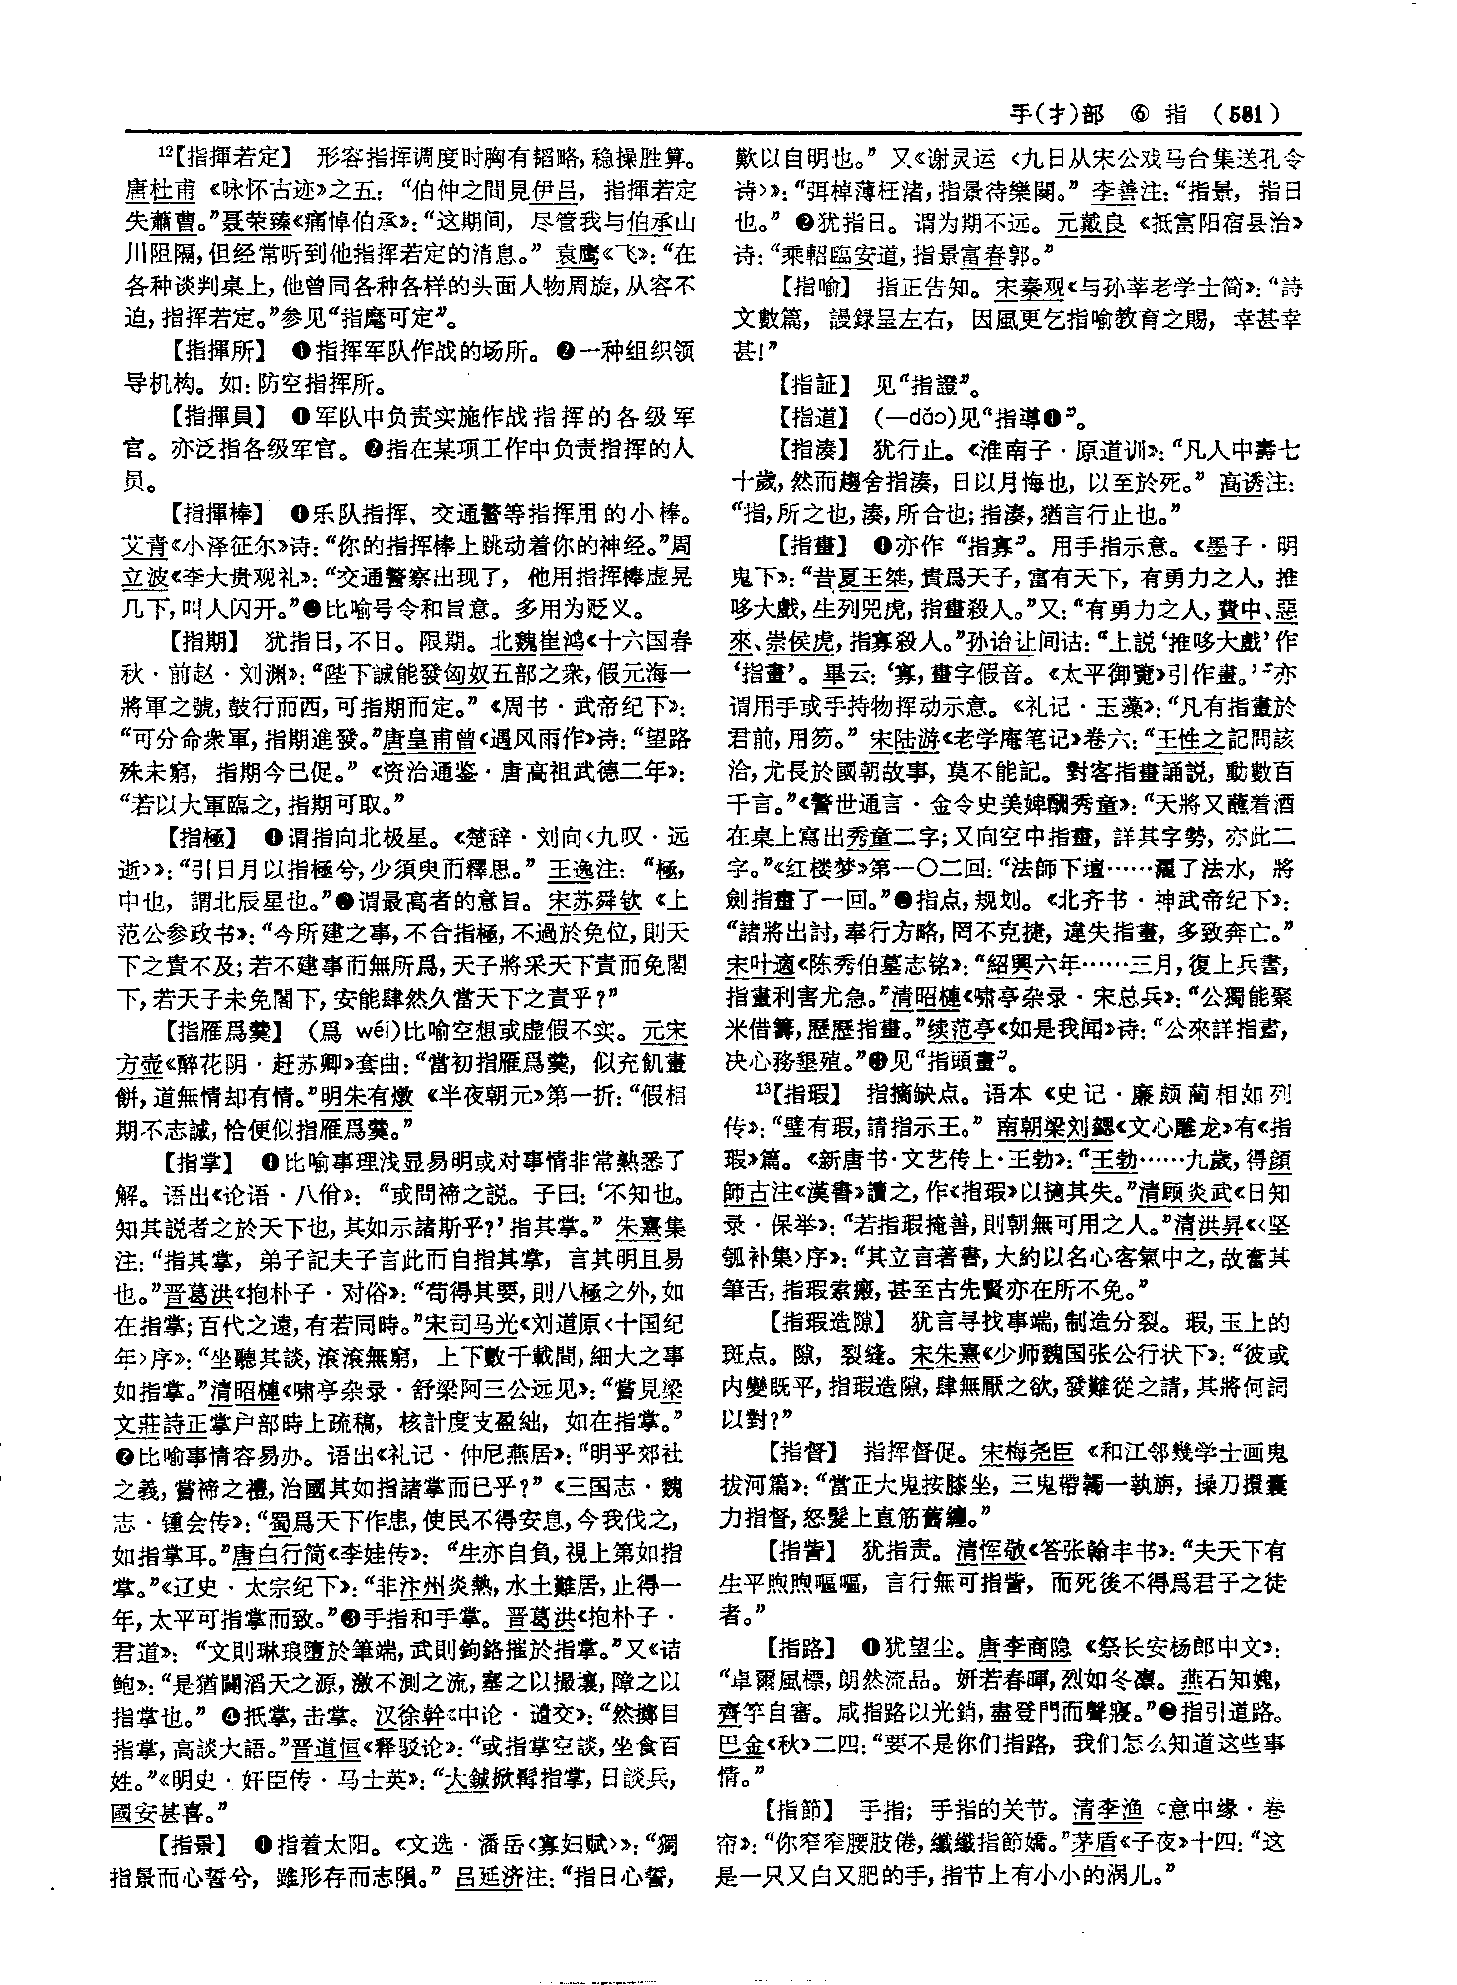 手(扌)部 ⑥ 指 (581)
¹²【指揮若定】 形容指挥调度时胸有韬略,稳操胜算。
唐杜甫《咏怀古迹》之五:“伯仲之間見伊吕,指揮若定
失蕭曹。”聂荣臻《痛悼伯承》:“这期间,尽管我与伯承山
川阻隔,但经常听到他指挥若定的消息。”袁鹰《飞》:“在
各种谈判桌上,他曾同各种各样的头面人物周旋,从容不
迫,指挥若定。”参见“指麾可定”。
【指揮所】 ❶指挥军队作战的场所。❷一种组织领
导机构。如:防空指挥所。
【指揮員】 ❶军队中负责实施作战指挥的各级军
官。亦泛指各级军官。❷指在某项工作中负责指挥的人
员。
【指揮棒】 ❶乐队指挥、交通警等指挥用的小棒。
艾青《小泽征尔》诗:“你的指挥棒上跳动着你的神经。”周
立波《李大贵观礼》:“交通警察出现了,他用指挥棒虚晃
几下,叫人闪开。”❷比喻号令和旨意。多用为贬义。
【指期】 犹指日,不日。限期。北魏崔鸿《十六国春
秋·前赵·刘渊》:“陛下誠能發匈奴五部之衆,假元海一
將軍之號,鼓行而西,可指期而定。”《周书·武帝纪下》:
“可分命衆軍,指期進發。”唐皇甫曾《遇风雨作》诗:“望路
殊未窮,指期今已促。”《资治通鉴·唐高祖武德二年》:
“若以大軍臨之,指期可取。”
【指極】 ❶谓指向北极星。《楚辞·刘向〈九叹·远
逝〉》:“引日月以指極兮,少須臾而釋思。”王逸注:“極,
中也,謂北辰星也。”❷谓最高者的意旨。宋苏舜钦《上
范公参政书》:“今所建之事,不合指極,不過於免位,則天
下之責不及;若不建事而無所爲,天子將采天下責而免閣
下,若天子未免閣下,安能肆然久當天下之責乎?”
【指雁爲羹】 (爲 wéi)比喻空想或虚假不实。元宋
方壶《醉花阴·赶苏卿》套曲:“當初指雁爲羹,似充飢畫
餅,道無情却有情。”明朱有燉《半夜朝元》第一折:“假相
期不志誠,恰便似指雁爲羹。”
【指掌】 ❶比喻事理浅显易明或对事情非常熟悉了
解。语出《论语·八佾》:“或問禘之説。子曰:‘不知也。
知其説者之於天下也,其如示諸斯乎?’指其掌。”朱熹集
注:“指其掌,弟子記夫子言此而自指其掌,言其明且易
也。”晋葛洪《抱朴子·对俗》:“苟得其要,則八極之外,如
在指掌;百代之遠,有若同時。”宋司马光《刘道原〈十国纪
年〉序》:“坐聽其談,滾滾無窮,上下數千載間,細大之事
如指掌。”清昭槤《啸亭杂录·舒梁阿三公远见》:“嘗見梁
文莊詩正掌户部時上疏稿,核計度支盈絀,如在指掌。”
❷比喻事情容易办。语出《礼记·仲尼燕居》:“明乎郊社
之義,嘗禘之禮,治國其如指諸掌而已乎?”《三国志·魏
志·锺会传》:“蜀爲天下作患,使民不得安息,今我伐之,
如指掌耳。”唐白行简《李娃传》:“生亦自負,視上第如指
掌。”《辽史·太宗纪下》:“非汴州炎熱,水土難居,止得一
年,太平可指掌而致。”❸手指和手掌。晋葛洪《抱朴子·
君道》:“文則琳琅墮於筆端,武則鉤鉻摧於指掌。”又《诘
鲍》:“是猶闢滔天之源,激不測之流,塞之以撮壤,障之以
指掌也。”❹抵掌,击掌。汉徐幹《中论·谴交》:“然擲目
指掌,高談大語。”晋道恒《释驳论》:“或指掌空談,坐食百
姓。”《明史·奸臣传·马士英》:“大鋮掀髯指掌,日談兵,
國安甚喜。”
【指景】 ❶指着太阳。《文选·潘岳〈寡妇赋〉》:“獨
指景而心誓兮,雖形存而志隕。”吕延济注:“指日心誓,
歎以自明也。”又《谢灵运〈九日从宋公戏马台集送孔令
诗〉》:“弭棹薄枉渚,指景待樂闋。”李善注:“指景,指日
也。”❷犹指日。谓为期不远。元戴良《抵富阳宿县治》
诗:“乘軺臨安道,指景富春郭。”
【指喻】 指正告知。宋秦观《与孙莘老学士简》:“詩
文數篇,謾録呈左右,因風更乞指喻教育之賜,幸甚幸
甚!”
【指証】 见“指證”。
【指道】 (—dǎo)见“指導❶”。
【指湊】 犹行止。《淮南子·原道训》:“凡人中壽七
十歲,然而趨舍指湊,日以月悔也,以至於死。”高诱注:
“指,所之也,湊,所合也;指湊,猶言行止也。”
【指畫】 ❶亦作“指寡”。用手指示意。《墨子·明
鬼下》:“昔夏王桀,貴爲天子,富有天下,有勇力之人,推
哆大戲,生列兕虎,指畫殺人。”又:“有勇力之人,費中、惡
來、崇侯虎,指寡殺人。”孙诒让间诂:“上説‘推哆大戲’作
‘指畫’。畢云:‘寡,畫字假音。《太平御覽》引作畫。’”亦
谓用手或手持物挥动示意。《礼记·玉藻》:“凡有指畫於
君前,用笏。”宋陆游《老学庵笔记》卷六:“王性之記問該
洽,尤長於國朝故事,莫不能記。對客指畫誦説,動數百
千言。”《警世通言·金令史美婢酬秀童》:“天將又蘸着酒
在桌上寫出秀童二字;又向空中指畫,詳其字勢,亦此二
字。”《红楼梦》第一〇二回:“法師下壇……灑了法水,將
劍指畫了一回。”❷指点,规划。《北齐书·神武帝纪下》:
“諸將出討,奉行方略,罔不克捷,違失指畫,多致奔亡。”
宋叶適《陈秀伯墓志铭》:“紹興六年……三月,復上兵書,
指畫利害尤急。”清昭槤《啸亭杂录·宋总兵》:“公獨能聚
米借籌,歷歷指畫。”续范亭《如是我闻》诗:“公來詳指畫,
决心務墾殖。”❸见“指頭畫”。
¹³【指瑕】 指摘缺点。语本《史记·廉颇蔺相如列
传》:“璧有瑕,請指示王。”南朝梁刘勰《文心雕龙》有《指
瑕》篇。《新唐书·文艺传上·王勃》:“王勃……九歲,得顔
師古注《漢書》讀之,作《指瑕》以擿其失。”清顾炎武《日知
录·保举》:“若指瑕掩善,則朝無可用之人。”清洪昇《〈坚
瓠补集〉序》:“其立言著書,大約以名心客氣中之,故奮其
筆舌,指瑕索瘢,甚至古先賢亦在所不免。”
【指瑕造隙】 犹言寻找事端,制造分裂。瑕,玉上的
斑点。隙,裂缝。宋朱熹《少师魏国张公行状下》:“彼或
内變既平,指瑕造隙,肆無厭之欲,發難從之請,其將何詞
以對?”
【指督】 指挥督促。宋梅尧臣《和江邻幾学士画鬼
拔河篇》:“當正大鬼按膝坐,三鬼帶韣一執旃,操刀擐囊
力指督,怒髮上直筋舊纏。”
【指訾】 犹指责。清恽敬《答张翰丰书》:“夫天下有
生平煦煦嘔嘔,言行無可指訾,而死後不得爲君子之徒
者。”
【指路】 ❶犹望尘。唐李商隐《祭长安杨郎中文》:
“卓爾風標,朗然流品。妍若春暉,烈如冬凛。燕石知媿,
齊竽自審。咸指路以光銷,盡登門而聲寢。”❷指引道路。
巴金《秋》二四:“要不是你们指路,我们怎么知道这些事
情。”
【指節】 手指;手指的关节。清李渔《意中缘·卷
帘》:“你窄窄腰肢倦,纖纖指節嬌。”茅盾《子夜》十四:“这
是一只又白又肥的手,指节上有小小的涡儿。”